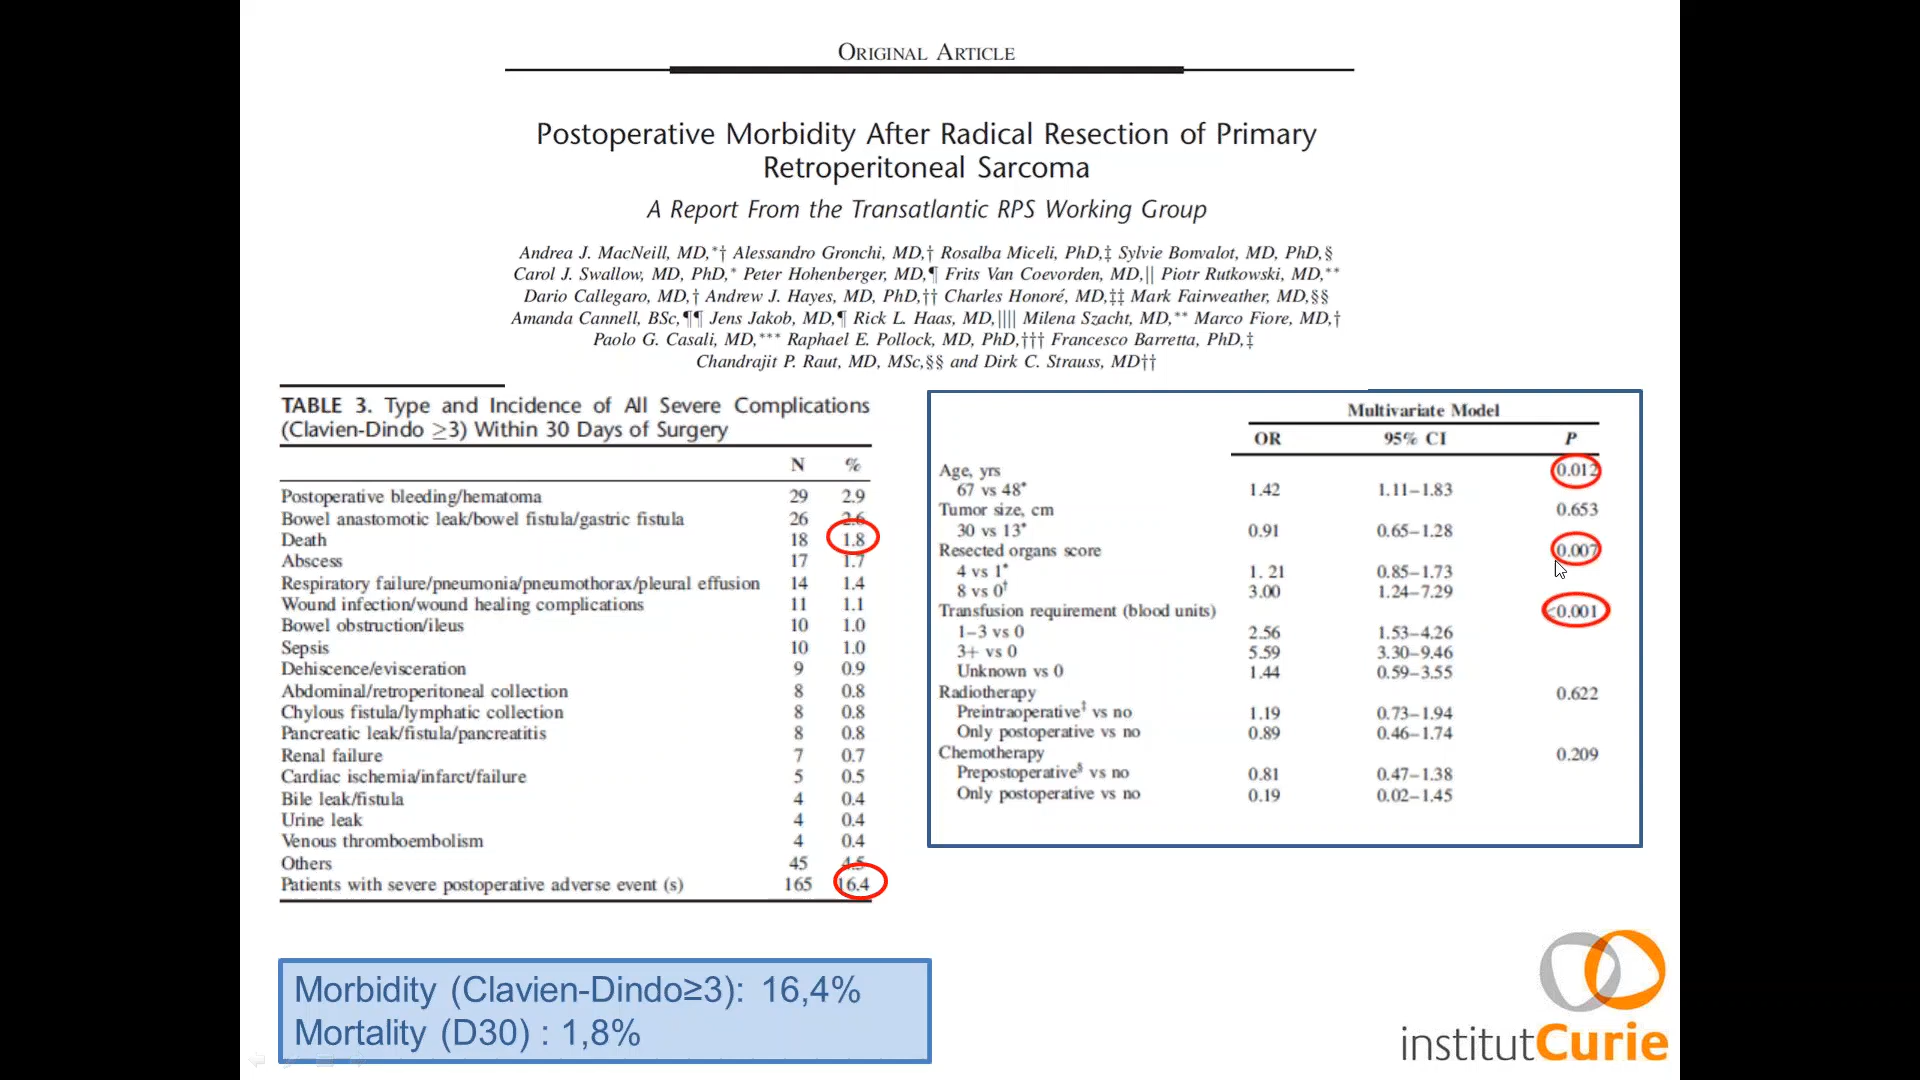 ORIGINAL ARTICLE
Postoperative Morbidity After Radical Resection of Primary
Retroperitoneal Sarcoma
A Report From the Transatlantic RPS Working Group
Andrea J. MacNeill, MD,*† Alessandro Gronchi, MD,† Rosalba Miceli, PhD,‡ Sylvie Bonvalot, MD, PhD,§
Carol J. Swallow, MD, PhD,* Peter Hohenberger, MD,¶ Frits Van Coevorden, MD,|| Piotr Rutkowski, MD,**
Dario Callegaro, MD,† Andrew J. Hayes, MD, PhD,†† Charles Honoré, MD,‡‡ Mark Fairweather, MD,§§
Amanda Cannell, BSc,¶¶ Jens Jakob, MD,¶ Rick L. Haas, MD,|||| Milena Szacht, MD,** Marco Fiore, MD,†
Paolo G. Casali, MD,*** Raphael E. Pollock, MD, PhD,††† Francesco Barretta, PhD,‡
Chandrajit P. Raut, MD, MSc,§§ and Dirk C. Strauss, MD††
TABLE 3. Type and Incidence of All Severe Complications
(Clavien-Dindo ≥3) Within 30 Days of Surgery
N %
Postoperative bleeding/hematoma 29 2.9
Bowel anastomotic leak/bowel fistula/gastric fistula 26 2.6
Death 18 1.8
Abscess 17 1.7
Respiratory failure/pneumonia/pneumothorax/pleural effusion 14 1.4
Wound infection/wound healing complications 11 1.1
Bowel obstruction/ileus 10 1.0
Sepsis 10 1.0
Dehiscence/evisceration 9 0.9
Abdominal/retroperitoneal collection 8 0.8
Chylous fistula/lymphatic collection 8 0.8
Pancreatic leak/fistula/pancreatitis 8 0.8
Renal failure 7 0.7
Cardiac ischemia/infarct/failure 5 0.5
Bile leak/fistula 4 0.4
Urine leak 4 0.4
Venous thromboembolism 4 0.4
Others 45 4.5
Patients with severe postoperative adverse event (s) 165 16.4
Multivariate Model
OR 95% CI P
Age, yrs 0.012
67 vs 48* 1.42 1.11–1.83
Tumor size, cm 0.653
30 vs 13* 0.91 0.65–1.28
Resected organs score 0.007
4 vs 1* 1. 21 0.85–1.73
8 vs 0† 3.00 1.24–7.29
Transfusion requirement (blood units) <0.001
1–3 vs 0 2.56 1.53–4.26
3+ vs 0 5.59 3.30–9.46
Unknown vs 0 1.44 0.59–3.55
Radiotherapy 0.622
Preintraoperative‡ vs no 1.19 0.73–1.94
Only postoperative vs no 0.89 0.46–1.74
Chemotherapy 0.209
Prepostoperative§ vs no 0.81 0.47–1.38
Only postoperative vs no 0.19 0.02–1.45
Morbidity (Clavien-Dindo≥3): 16,4%
Mortality (D30) : 1,8%
institutCurie